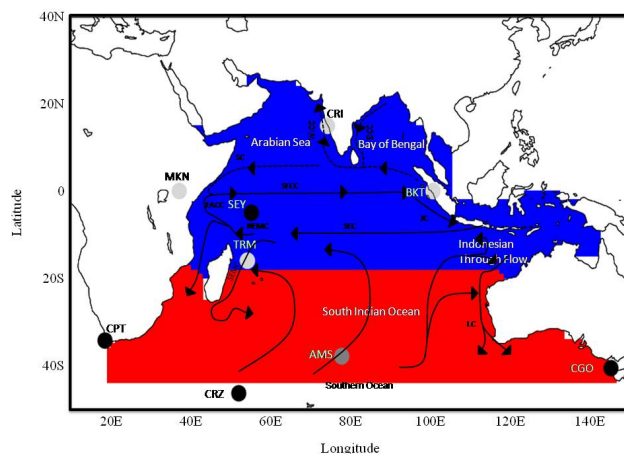 40N
20N
0
20S
40S
Latitude
CRI
Arabian Sea
Bay of Bengal
MKN
SC
SECC
BKT
EACC
SEY
SEC
TRM
Indonesian
Through Flow
South Indian Ocean
LC
CPT
AMS
CGO
CRZ
Southern Ocean
20E
40E
60E
80E
100E
120E
140E
Longitude